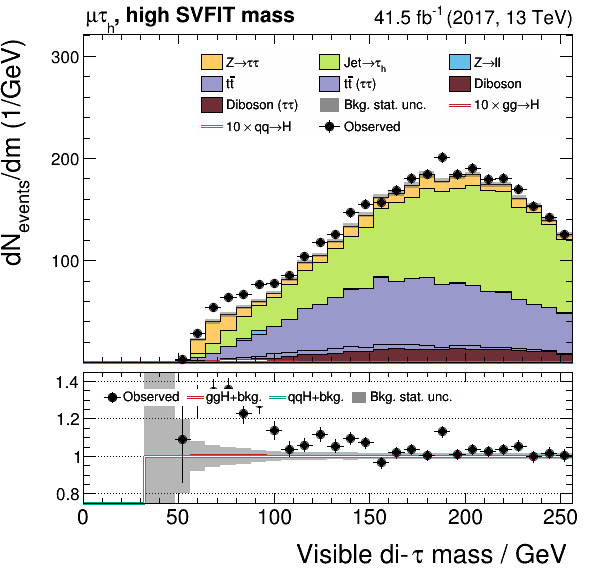 μτh, high SVFIT mass 41.5 fb⁻¹ (2017, 13 TeV)
dNevents/dm (1/GeV)
300
200
100
Z→ττ Jet→τh Z→ll
tt̄ tt̄ (ττ) Diboson
Diboson (ττ) Bkg. stat. unc. 10 × gg→H
10 × qq→H Observed
1.4
1.2
1
0.8
Observed ggH+bkg. qqH+bkg. Bkg. stat. unc.
0 50 100 150 200 250
Visible di-τ mass / GeV